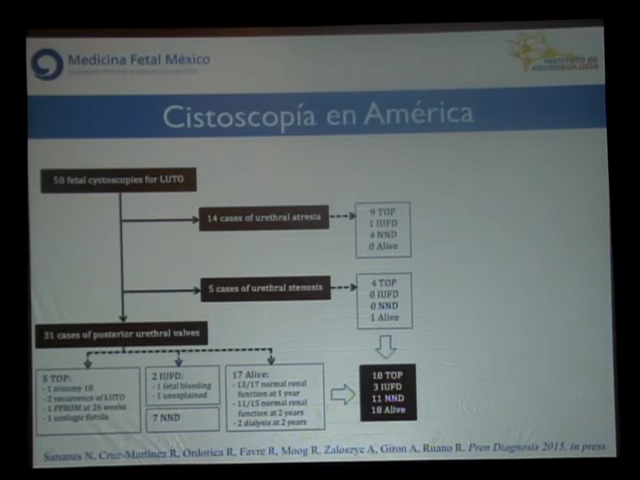 Medicina Fetal México
INSTITUTO DE
NEUROBIOLOGÍA
Cistoscopía en América
50 fetal cystoscopies for LUTO
14 cases of urethral atresia
9 TOP
1 IUFD
4 NND
0 Alive
5 cases of urethral stenosis
4 TOP
0 IUFD
0 NND
1 Alive
31 cases of posterior urethral valves
5 TOP:
- 1 trisomy 18
- 2 recurrence of LUTO
- 1 PPROM at 26 weeks
- 1 urologic fistula
2 IUFD:
- 1 fetal bleeding
- 1 unexplained
7 NND
17 Alive:
- 13/17 normal renal
function at 1 year
- 11/15 normal renal
function at 2 years
- 2 dialysis at 2 years
18 TOP
3 IUFD
11 NND
18 Alive
Sananes N, Cruz-Martinez R, Ordorica R, Favre R, Moog R, Zaloszyc A, Giron A, Ruano R. Pren Diagnosis 2015, in press